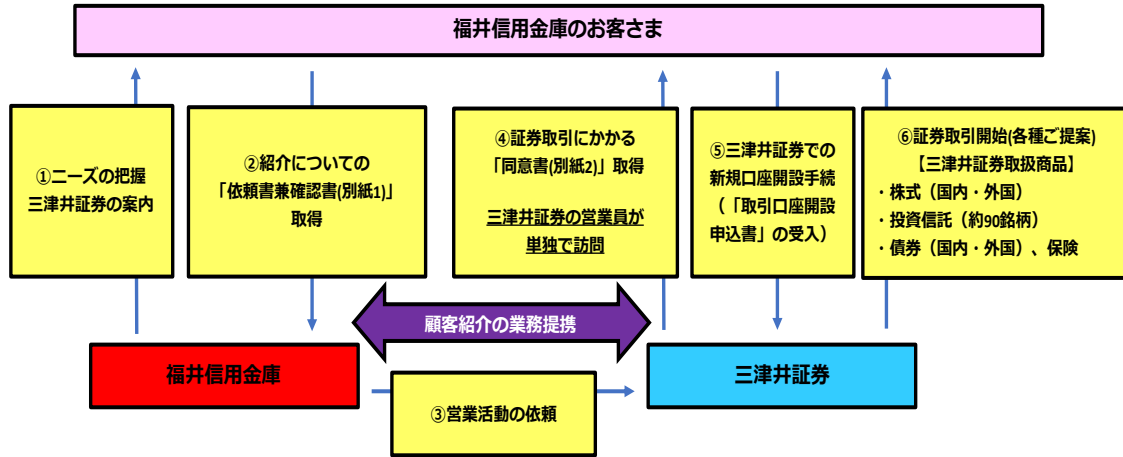 福井信用金庫のお客さま
①ニーズの把握
三津井証券の案内
②紹介についての
「依頼書兼確認書(別紙1)」
取得
④証券取引にかかる
「同意書(別紙2)」取得
三津井証券の営業員が
単独で訪問
⑤三津井証券での
新規口座開設手続
（「取引口座開設
申込書」の受入）
⑥証券取引開始(各種ご提案)
【三津井証券取扱商品】
・株式（国内・外国）
・投資信託（約90銘柄）
・債券（国内・外国）、保険
顧客紹介の業務提携
福井信用金庫
三津井証券
③営業活動の依頼